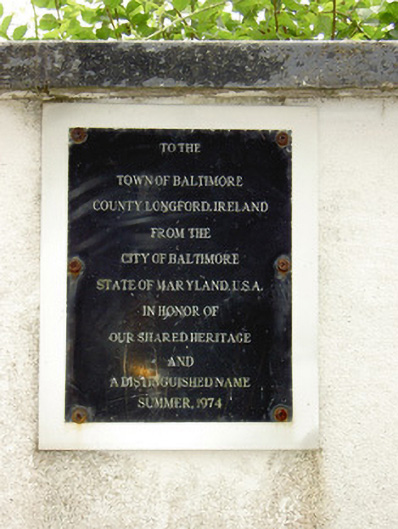 TO THE
TOWN OF BALTIMORE
COUNTY LONGFORD, IRELAND
FROM THE
CITY OF BALTIMORE
STATE OF MARYLAND, U.S.A.
IN HONOR OF
OUR SHARED HERITAGE
AND
A DISTINGUISHED NAME
SUMMER, 1974